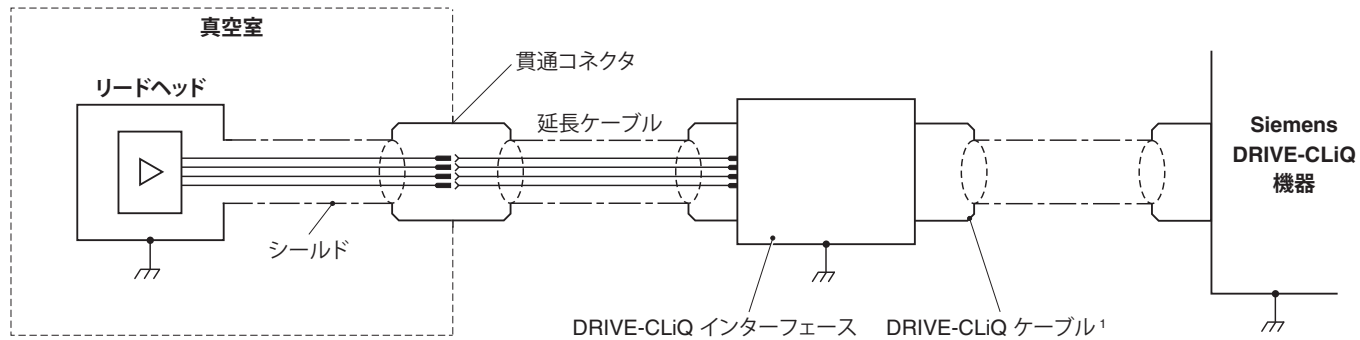 真空室
リードヘッド
貫通コネクタ
延長ケーブル
シールド
Siemens
DRIVE-CLiQ
機器
DRIVE-CLiQ インターフェース
DRIVE-CLiQ ケーブル¹